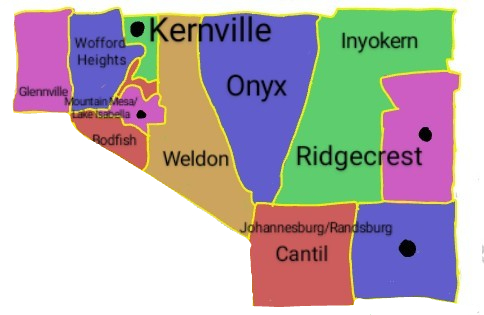 Kernville
Wofford
Heights
Inyokern
Onyx
Glennville
Mountain Mesa/
Lake Isabella
Bodfish
Weldon
Ridgecrest
Johannesburg/Randsburg
Cantil